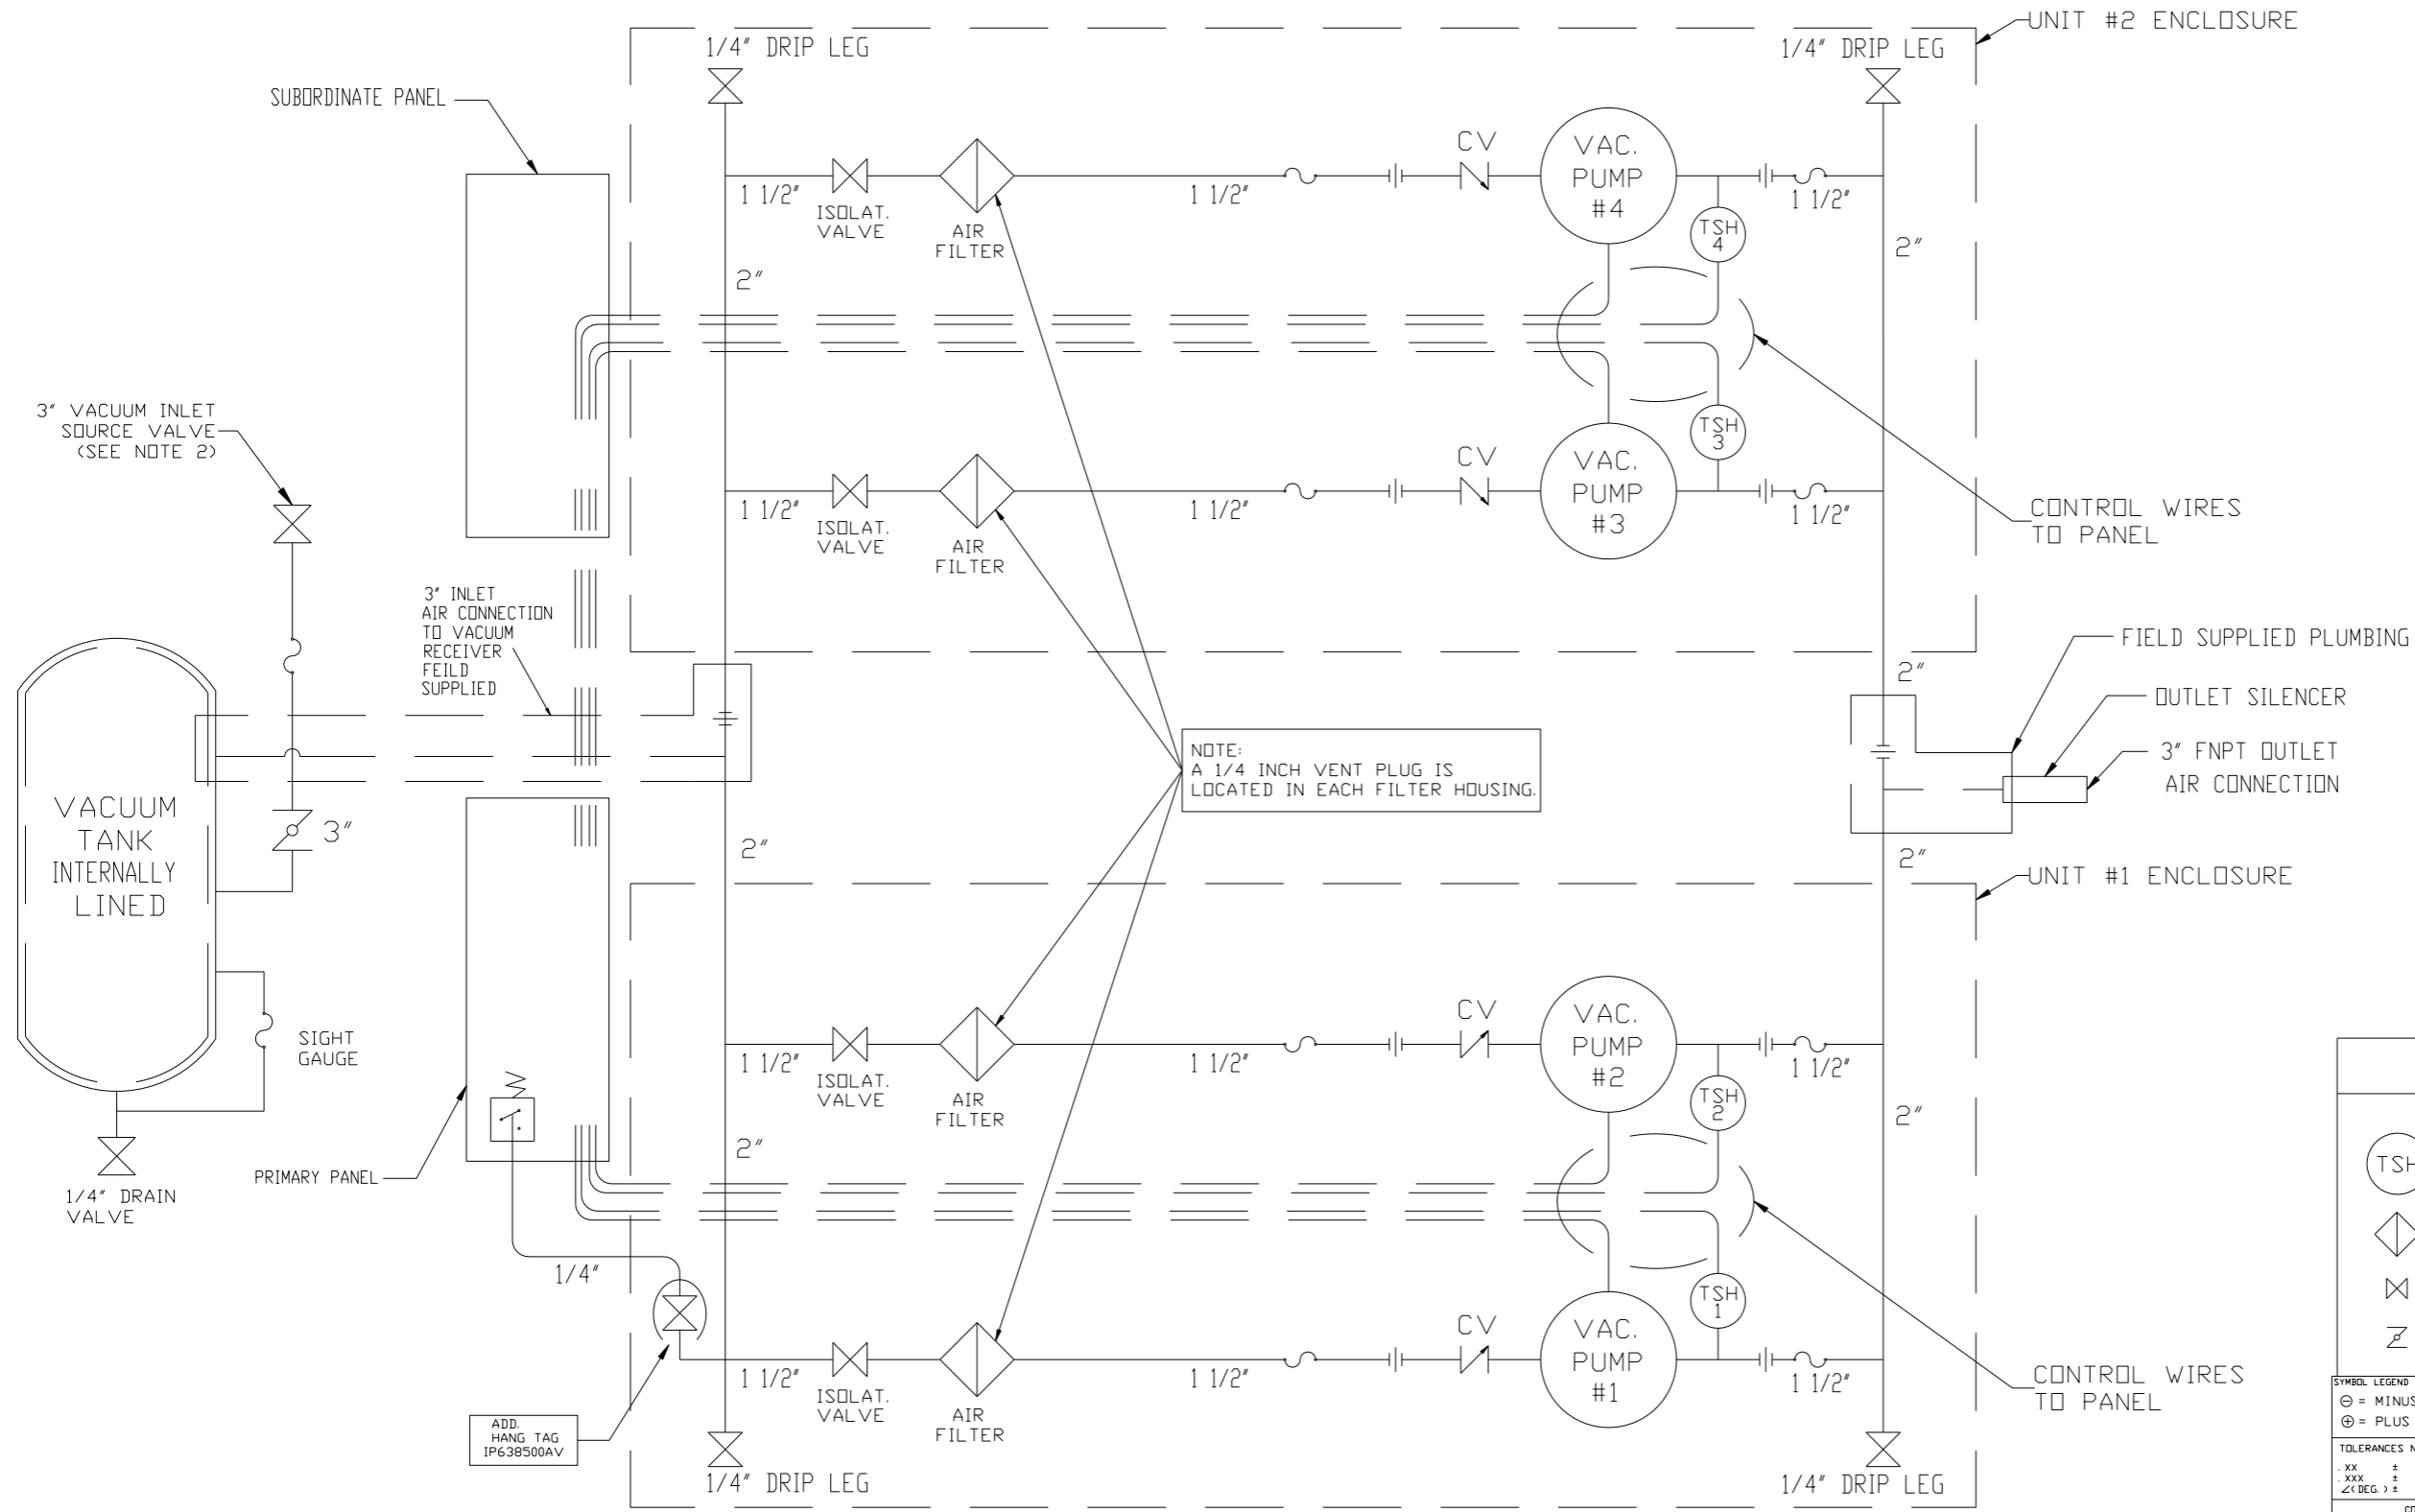 UNIT #2 ENCLOSURE
1/4" DRIP LEG
1/4" DRIP LEG
SUBORDINATE PANEL
CV
VAC.
PUMP
#4
1 1/2"
ISOLAT.
VALVE
AIR
FILTER
1 1/2"
TSH
4
1 1/2"
2"
2"
3" VACUUM INLET
SOURCE VALVE
(SEE NOTE 2)
CV
VAC.
PUMP
#3
1 1/2"
ISOLAT.
VALVE
AIR
FILTER
1 1/2"
TSH
3
1 1/2"
CONTROL WIRES
TO PANEL
3" INLET
AIR CONNECTION
TO VACUUM
RECEIVER
FEILD
SUPPLIED
FIELD SUPPLIED PLUMBING
2"
OUTLET SILENCER
3" FNPT OUTLET
AIR CONNECTION
NOTE:
A 1/4 INCH VENT PLUG IS
LOCATED IN EACH FILTER HOUSING.
VACUUM
TANK
INTERNALLY
LINED
3"
2"
2"
UNIT #1 ENCLOSURE
SIGHT
GAUGE
1/4" DRAIN
VALVE
PRIMARY PANEL
CV
VAC.
PUMP
#2
1 1/2"
ISOLAT.
VALVE
AIR
FILTER
1 1/2"
TSH
2
1 1/2"
2"
2"
1/4"
CV
VAC.
PUMP
#1
1 1/2"
ISOLAT.
VALVE
AIR
FILTER
1 1/2"
TSH
1
1 1/2"
CONTROL WIRES
TO PANEL
ADD.
HANG TAG
IP638500AV
1/4" DRIP LEG
1/4" DRIP LEG
SYMBOL LEGEND
⊖ = MINUS
⊕ = PLUS
.XX ±
.XXX ±
∠(DEG.) ±